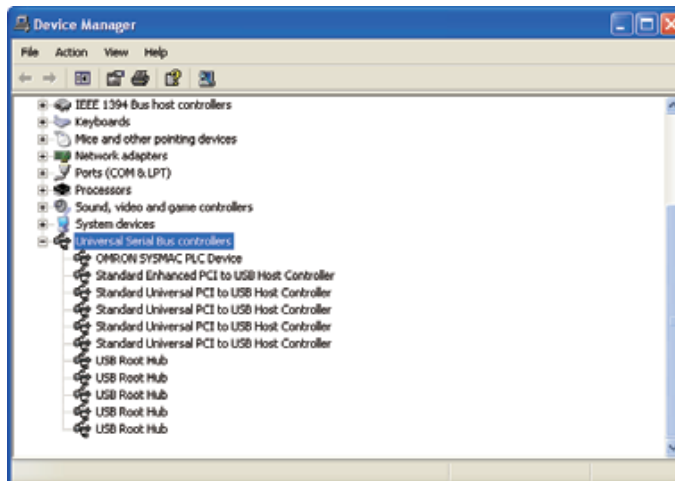 Device Manager
File Action View Help
IEEE 1394 Bus host controllers
Keyboards
Mice and other pointing devices
Network adapters
Ports (COM & LPT)
Processors
Sound, video and game controllers
System devices
Universal Serial Bus controllers
OMRON SYSMAC PLC Device
Standard Enhanced PCI to USB Host Controller
Standard Universal PCI to USB Host Controller
Standard Universal PCI to USB Host Controller
Standard Universal PCI to USB Host Controller
Standard Universal PCI to USB Host Controller
USB Root Hub
USB Root Hub
USB Root Hub
USB Root Hub
USB Root Hub